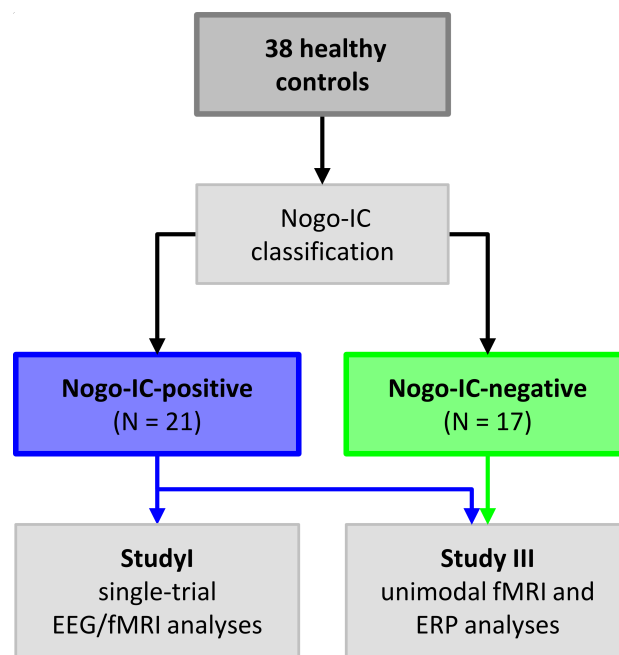 38 healthy
controls
Nogo-IC
classification
Nogo-IC-positive
(N = 21)
Nogo-IC-negative
(N = 17)
StudyI
single-trial
EEG/fMRI analyses
Study III
unimodal fMRI and
ERP analyses